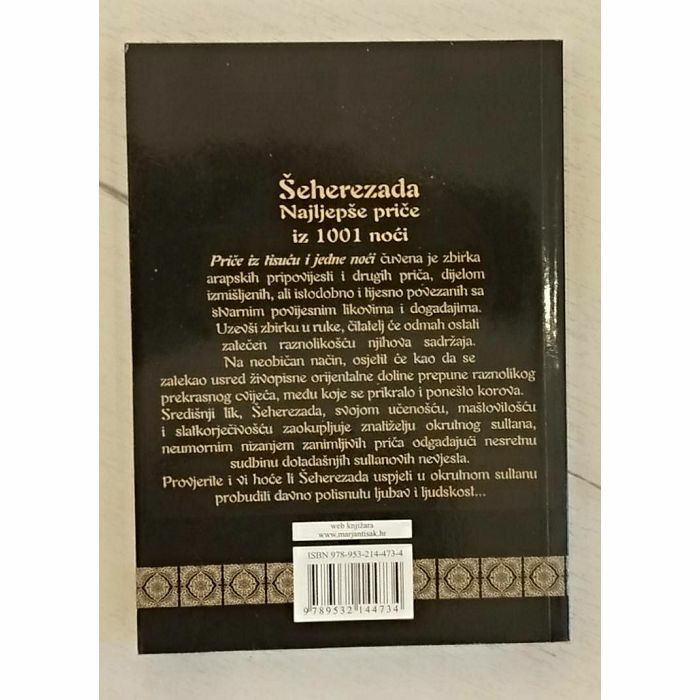 Šeherezada
Najljepše priče
iz 1001 noći
Priče iz tisuću i jedne noći čuvena je zbirka
arapskih pripovijesti i drugih priča, dijelom
izmišljenih, ali istodobno i tijesno povezanih sa
stvarnim povijesnim likovima i događajima.
Uzevši zbirku u ruke, čitatelj će odmah ostati
zatečen raznolikošću njihova sadržaja.
Na neobičan način, osjetit će kao da se
zatekao usred živopisne orijentalne doline prepune raznolikog
prekrasnog cvijeća, među koje se prikralo i ponešto korova.
Središnji lik, Šeherezada, svojom učenošću, maštovitošću
i slatkorječivošću zaokupljuje znatiželju okrutnog sultana,
neumornim nizanjem zanimljivih priča odgađajući nesretnu
sudbinu dotadašnjih sultanovih nevjesta.
Provjerite i vi hoće li Šeherezada uspjeti u okrutnom sultanu
probuditi davno potisnutu ljubav i ljudskost...
web knjižara
www.marjantisak.hr
ISBN 978-953-214-473-4
9 789532 144734